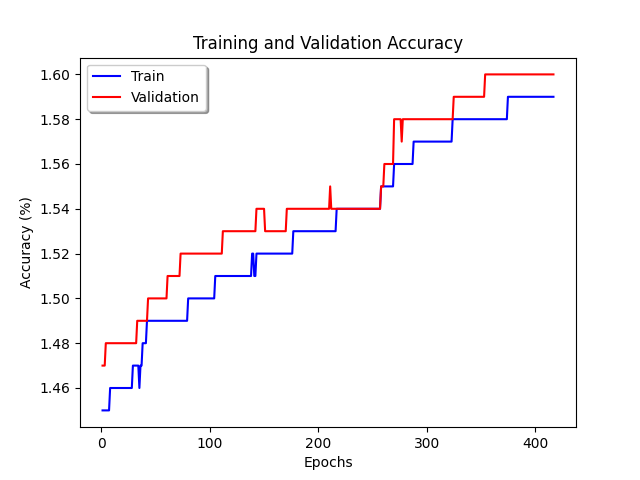 Training and Validation Accuracy
Train
Validation
Accuracy (%)
1.60
1.58
1.56
1.54
1.52
1.50
1.48
1.46
0 100 200 300 400
Epochs